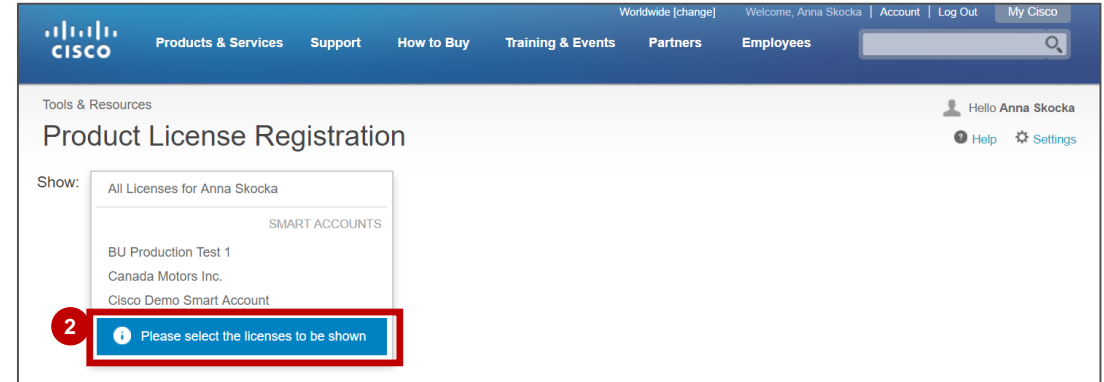 Worldwide [change] Welcome, Anna Skocka | Account | Log Out My Cisco
CISCO Products & Services Support How to Buy Training & Events Partners Employees
Tools & Resources
Hello Anna Skocka
Product License Registration
Help Settings
Show: All Licenses for Anna Skocka
SMART ACCOUNTS
BU Production Test 1
Canada Motors Inc.
Cisco Demo Smart Account
2 Please select the licenses to be shown